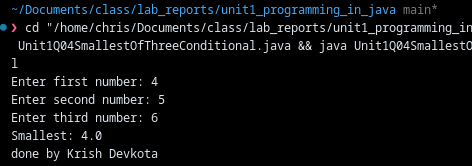 ~/Documents/class/lab_reports/unit1_programming_in_java main*
❯ cd "/home/chris/Documents/class/lab_reports/unit1_programming_in
Unit1Q04SmallestOfThreeConditional.java && java Unit1Q04SmallestO
l
Enter first number: 4
Enter second number: 5
Enter third number: 6
Smallest: 4.0
done by Krish Devkota